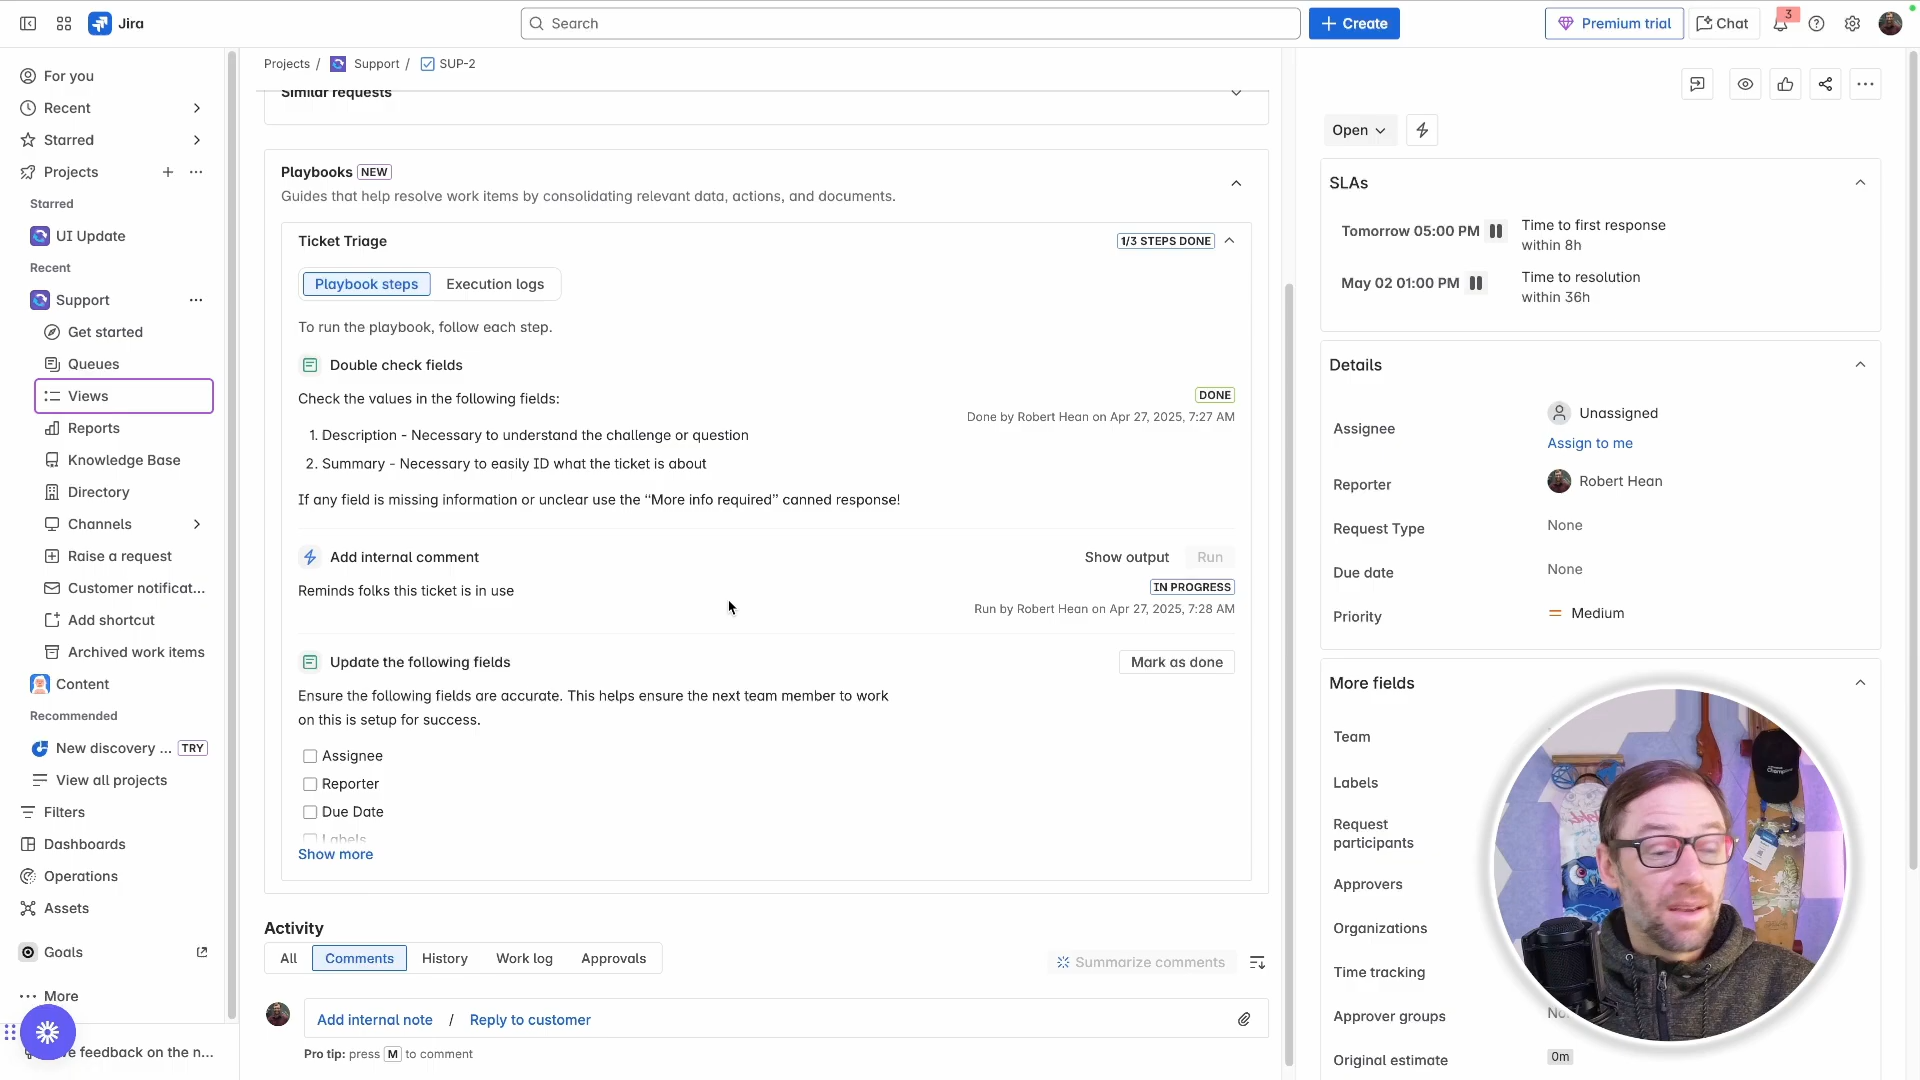 Jira
Search
Create
Premium trial
Chat
3
For you
Recent
Starred
Projects
Starred
UI Update
Recent
Support
Get started
Queues
Views
Reports
Knowledge Base
Directory
Channels
Raise a request
Customer notificat...
Add shortcut
Archived work items
Content
Recommended
New discovery ... TRY
View all projects
Filters
Dashboards
Operations
Assets
Goals
More
feedback on the n...
Projects / Support / SUP-2
Similar requests
Playbooks NEW
Guides that help resolve work items by consolidating relevant data, actions, and documents.
Ticket Triage
1/3 STEPS DONE
Playbook steps
Execution logs
To run the playbook, follow each step.
Double check fields
Check the values in the following fields:
DONE
Done by Robert Hean on Apr 27, 2025, 7:27 AM
1. Description - Necessary to understand the challenge or question
2. Summary - Necessary to easily ID what the ticket is about
If any field is missing information or unclear use the “More info required” canned response!
Add internal comment
Show output
Run
Reminds folks this ticket is in use
IN PROGRESS
Run by Robert Hean on Apr 27, 2025, 7:28 AM
Update the following fields
Mark as done
Ensure the following fields are accurate. This helps ensure the next team member to work
on this is setup for success.
Assignee
Reporter
Due Date
Labels
Show more
Activity
All
Comments
History
Work log
Approvals
Summarize comments
Add internal note / Reply to customer
Pro tip: press M to comment
Open
SLAs
Tomorrow 05:00 PM
Time to first response
within 8h
May 02 01:00 PM
Time to resolution
within 36h
Details
Assignee
Unassigned
Assign to me
Reporter
Robert Hean
Request Type
None
Due date
None
Priority
Medium
More fields
Team
Labels
Request
participants
Approvers
Organizations
Time tracking
Approver groups
Original estimate
0m